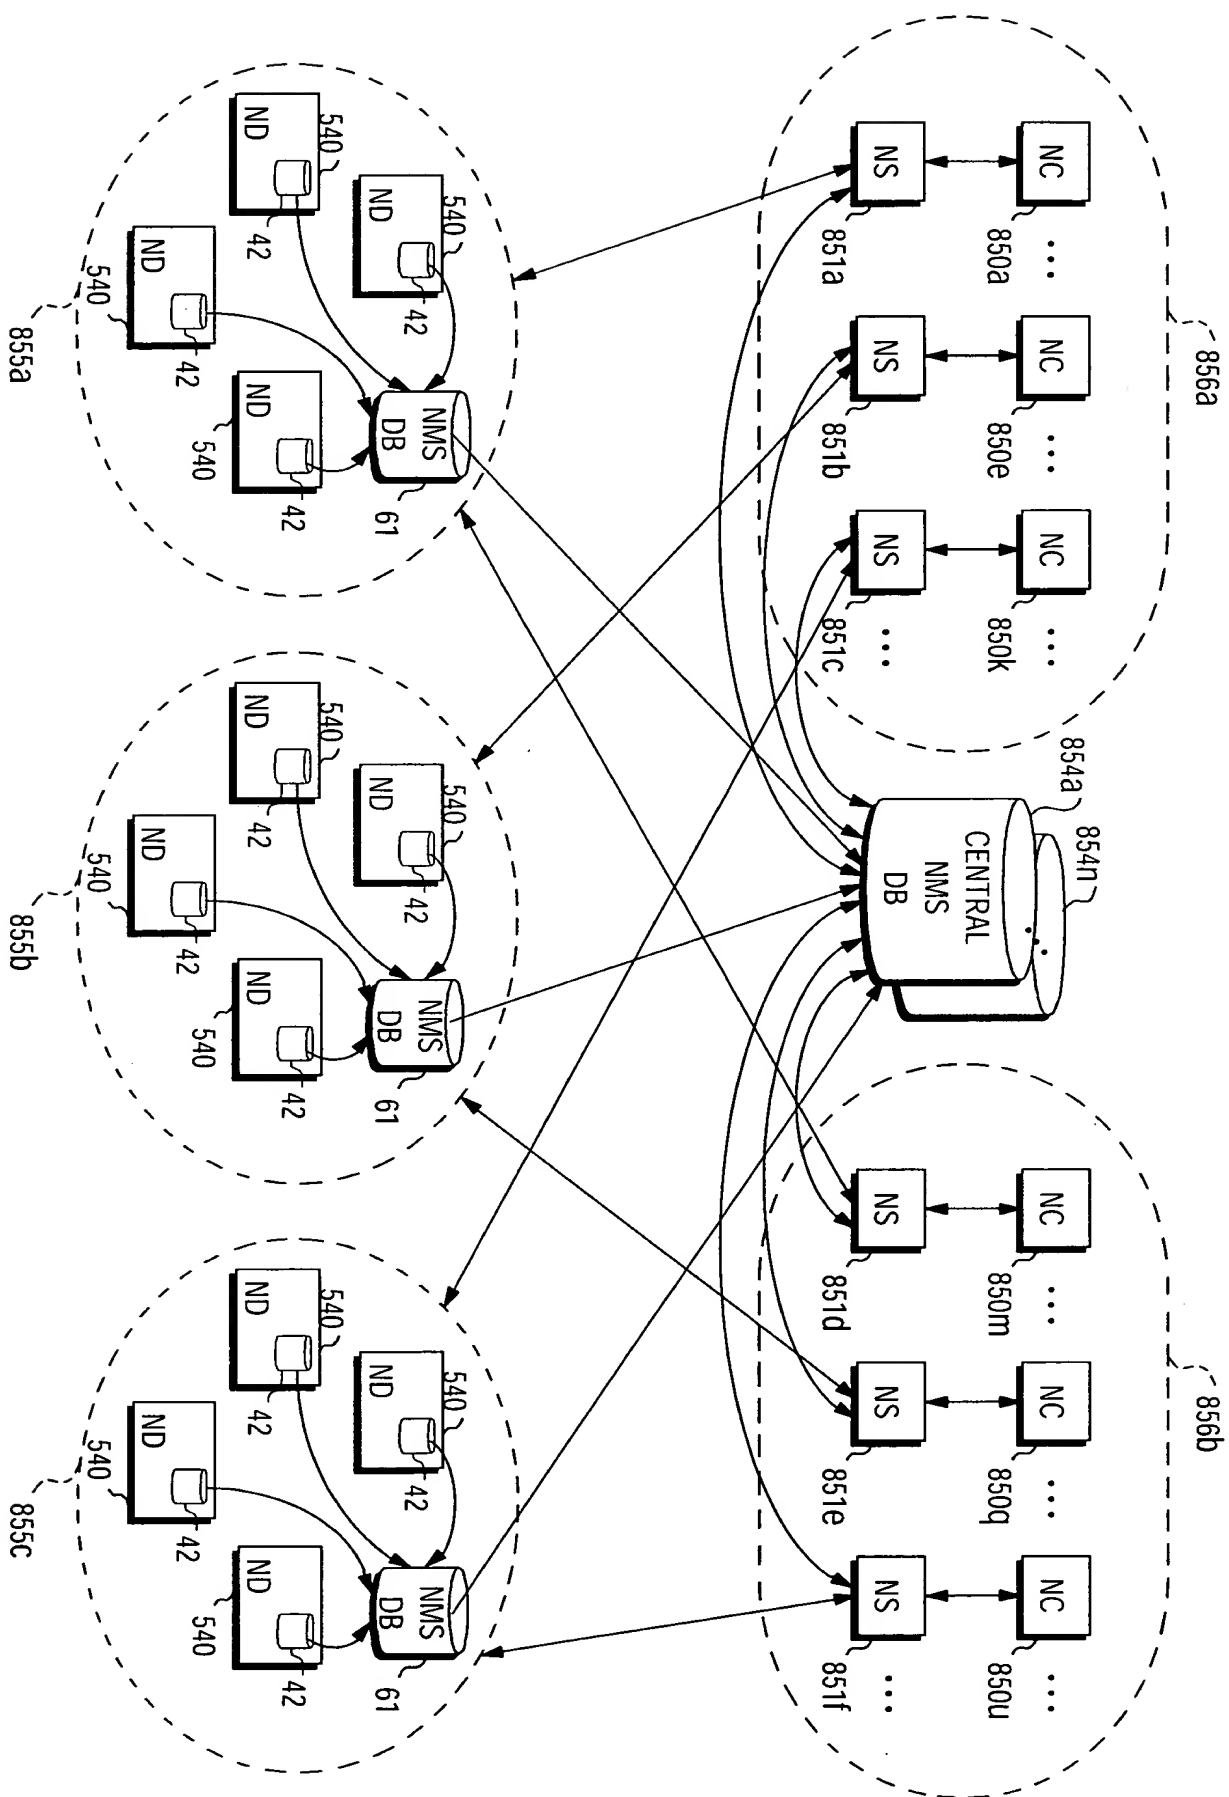 856a
NC
850a
...
NC
850e
...
NC
850k
...
NS
851a
NS
851b
NS
851c
...
854a
854n
CENTRAL
NMS
DB
...
856b
NC
850m
...
NC
850q
...
NC
850u
...
NS
851d
NS
851e
NS
851f
...
540
ND
42
540
ND
42
540
ND
42
540
ND
42
NMS
DB
61
855a
540
ND
42
540
ND
42
540
ND
42
540
ND
42
NMS
DB
61
855b
540
ND
42
540
ND
42
540
ND
42
540
ND
42
NMS
DB
61
855c